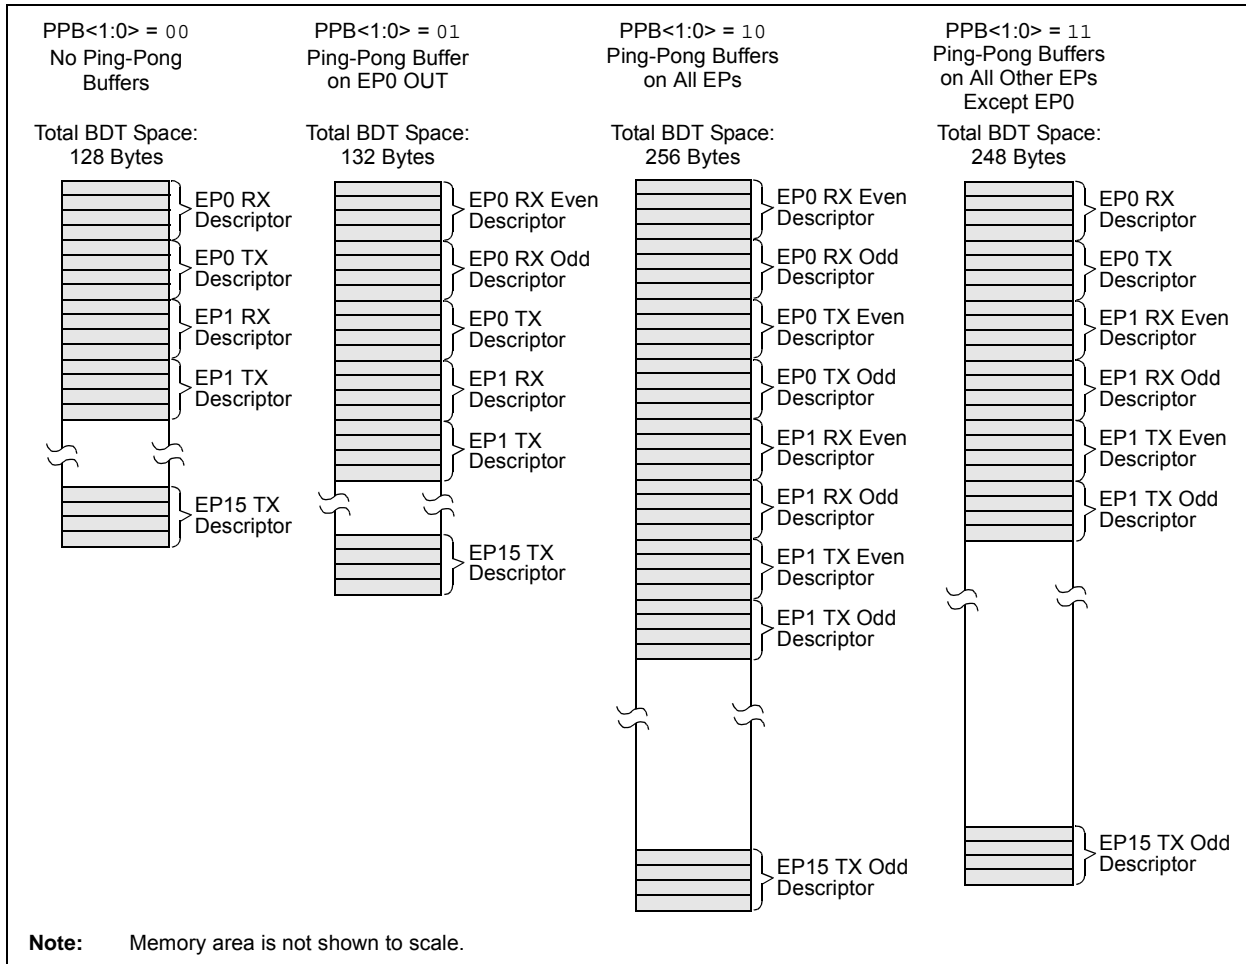 PPB<1:0> = 00
No Ping-Pong
Buffers
Total BDT Space:
128 Bytes
EP0 RX
Descriptor
EP0 TX
Descriptor
EP1 RX
Descriptor
EP1 TX
Descriptor
EP15 TX
Descriptor
PPB<1:0> = 01
Ping-Pong Buffer
on EP0 OUT
Total BDT Space:
132 Bytes
EP0 RX Even
Descriptor
EP0 RX Odd
Descriptor
EP0 TX
Descriptor
EP1 RX
Descriptor
EP1 TX
Descriptor
EP15 TX
Descriptor
PPB<1:0> = 10
Ping-Pong Buffers
on All EPs
Total BDT Space:
256 Bytes
EP0 RX Even
Descriptor
EP0 RX Odd
Descriptor
EP0 TX Even
Descriptor
EP0 TX Odd
Descriptor
EP1 RX Even
Descriptor
EP1 RX Odd
Descriptor
EP1 TX Even
Descriptor
EP1 TX Odd
Descriptor
EP15 TX Odd
Descriptor
PPB<1:0> = 11
Ping-Pong Buffers
on All Other EPs
Except EP0
Total BDT Space:
248 Bytes
EP0 RX
Descriptor
EP0 TX
Descriptor
EP1 RX Even
Descriptor
EP1 RX Odd
Descriptor
EP1 TX Even
Descriptor
EP1 TX Odd
Descriptor
EP15 TX Odd
Descriptor
Note: Memory area is not shown to scale.